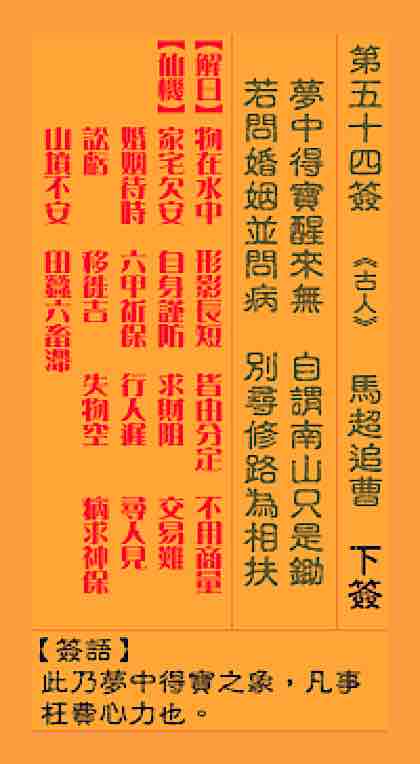 第五十四簽 《古人》 馬超追曹 下簽
夢中得寶醒來無 自謂南山只是鋤
若問婚姻並問病 別尋修路為相扶
【解曰】物在水中 形影長短 皆由分定 不用商量
【仙機】家宅欠安 自身謹防 求財阻 交易難
婚姻待時 六甲祈保 行人遲 尋人見
訟虧 移徙吉 失物空 病求神保
山墳不安 田蠶六畜滯
【簽語】
此乃夢中得寶之象，凡事
枉費心力也。